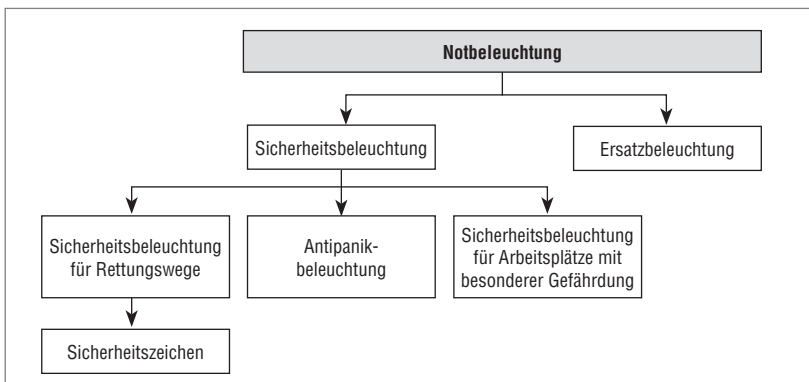 Notbeleuchtung
Sicherheitsbeleuchtung
Ersatzbeleuchtung
Sicherheitsbeleuchtung
für Rettungswege
Antipanik-
beleuchtung
Sicherheitsbeleuchtung
für Arbeitsplätze mit
besonderer Gefährdung
Sicherheitszeichen